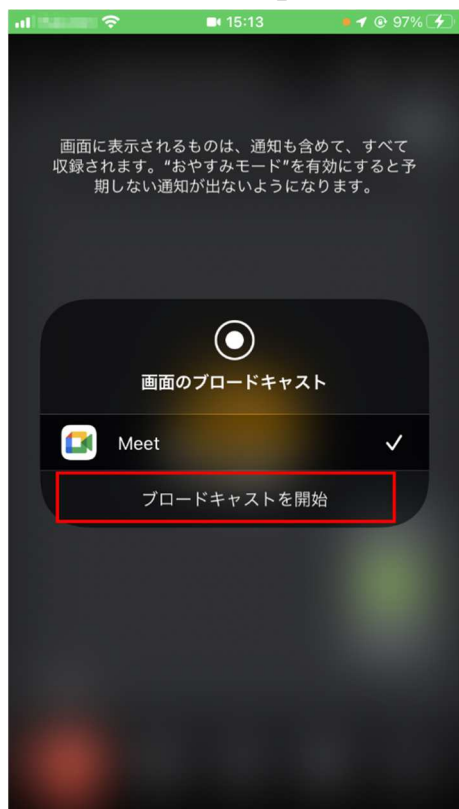 15:13 97%
画面に表示されるものは、通知も含めて、すべて
収録されます。“おやすみモード”を有効にすると予
期しない通知が出ないようになります。
画面のブロードキャスト
Meet
ブロードキャストを開始